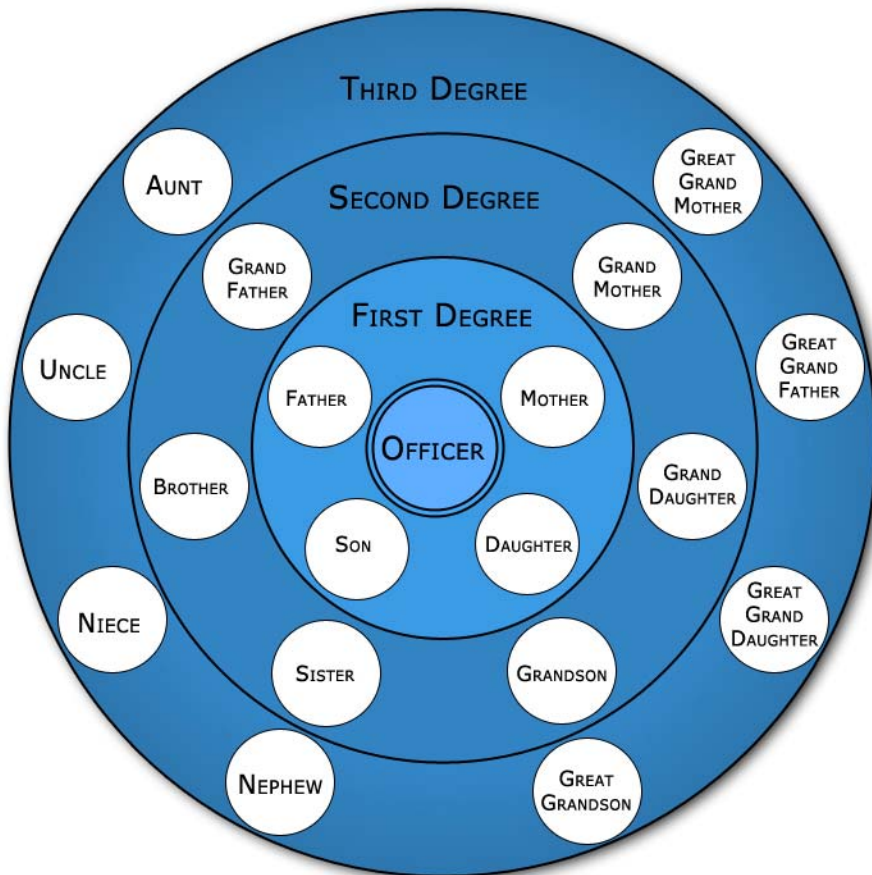 Third Degree
Aunt
Great
Grand
Mother
Second Degree
Grand
Father
Grand
Mother
First Degree
Uncle
Great
Grand
Father
Father
Mother
Officer
Brother
Grand
Daughter
Son
Daughter
Niece
Great
Grand
Daughter
Sister
Grandson
Nephew
Great
Grandson